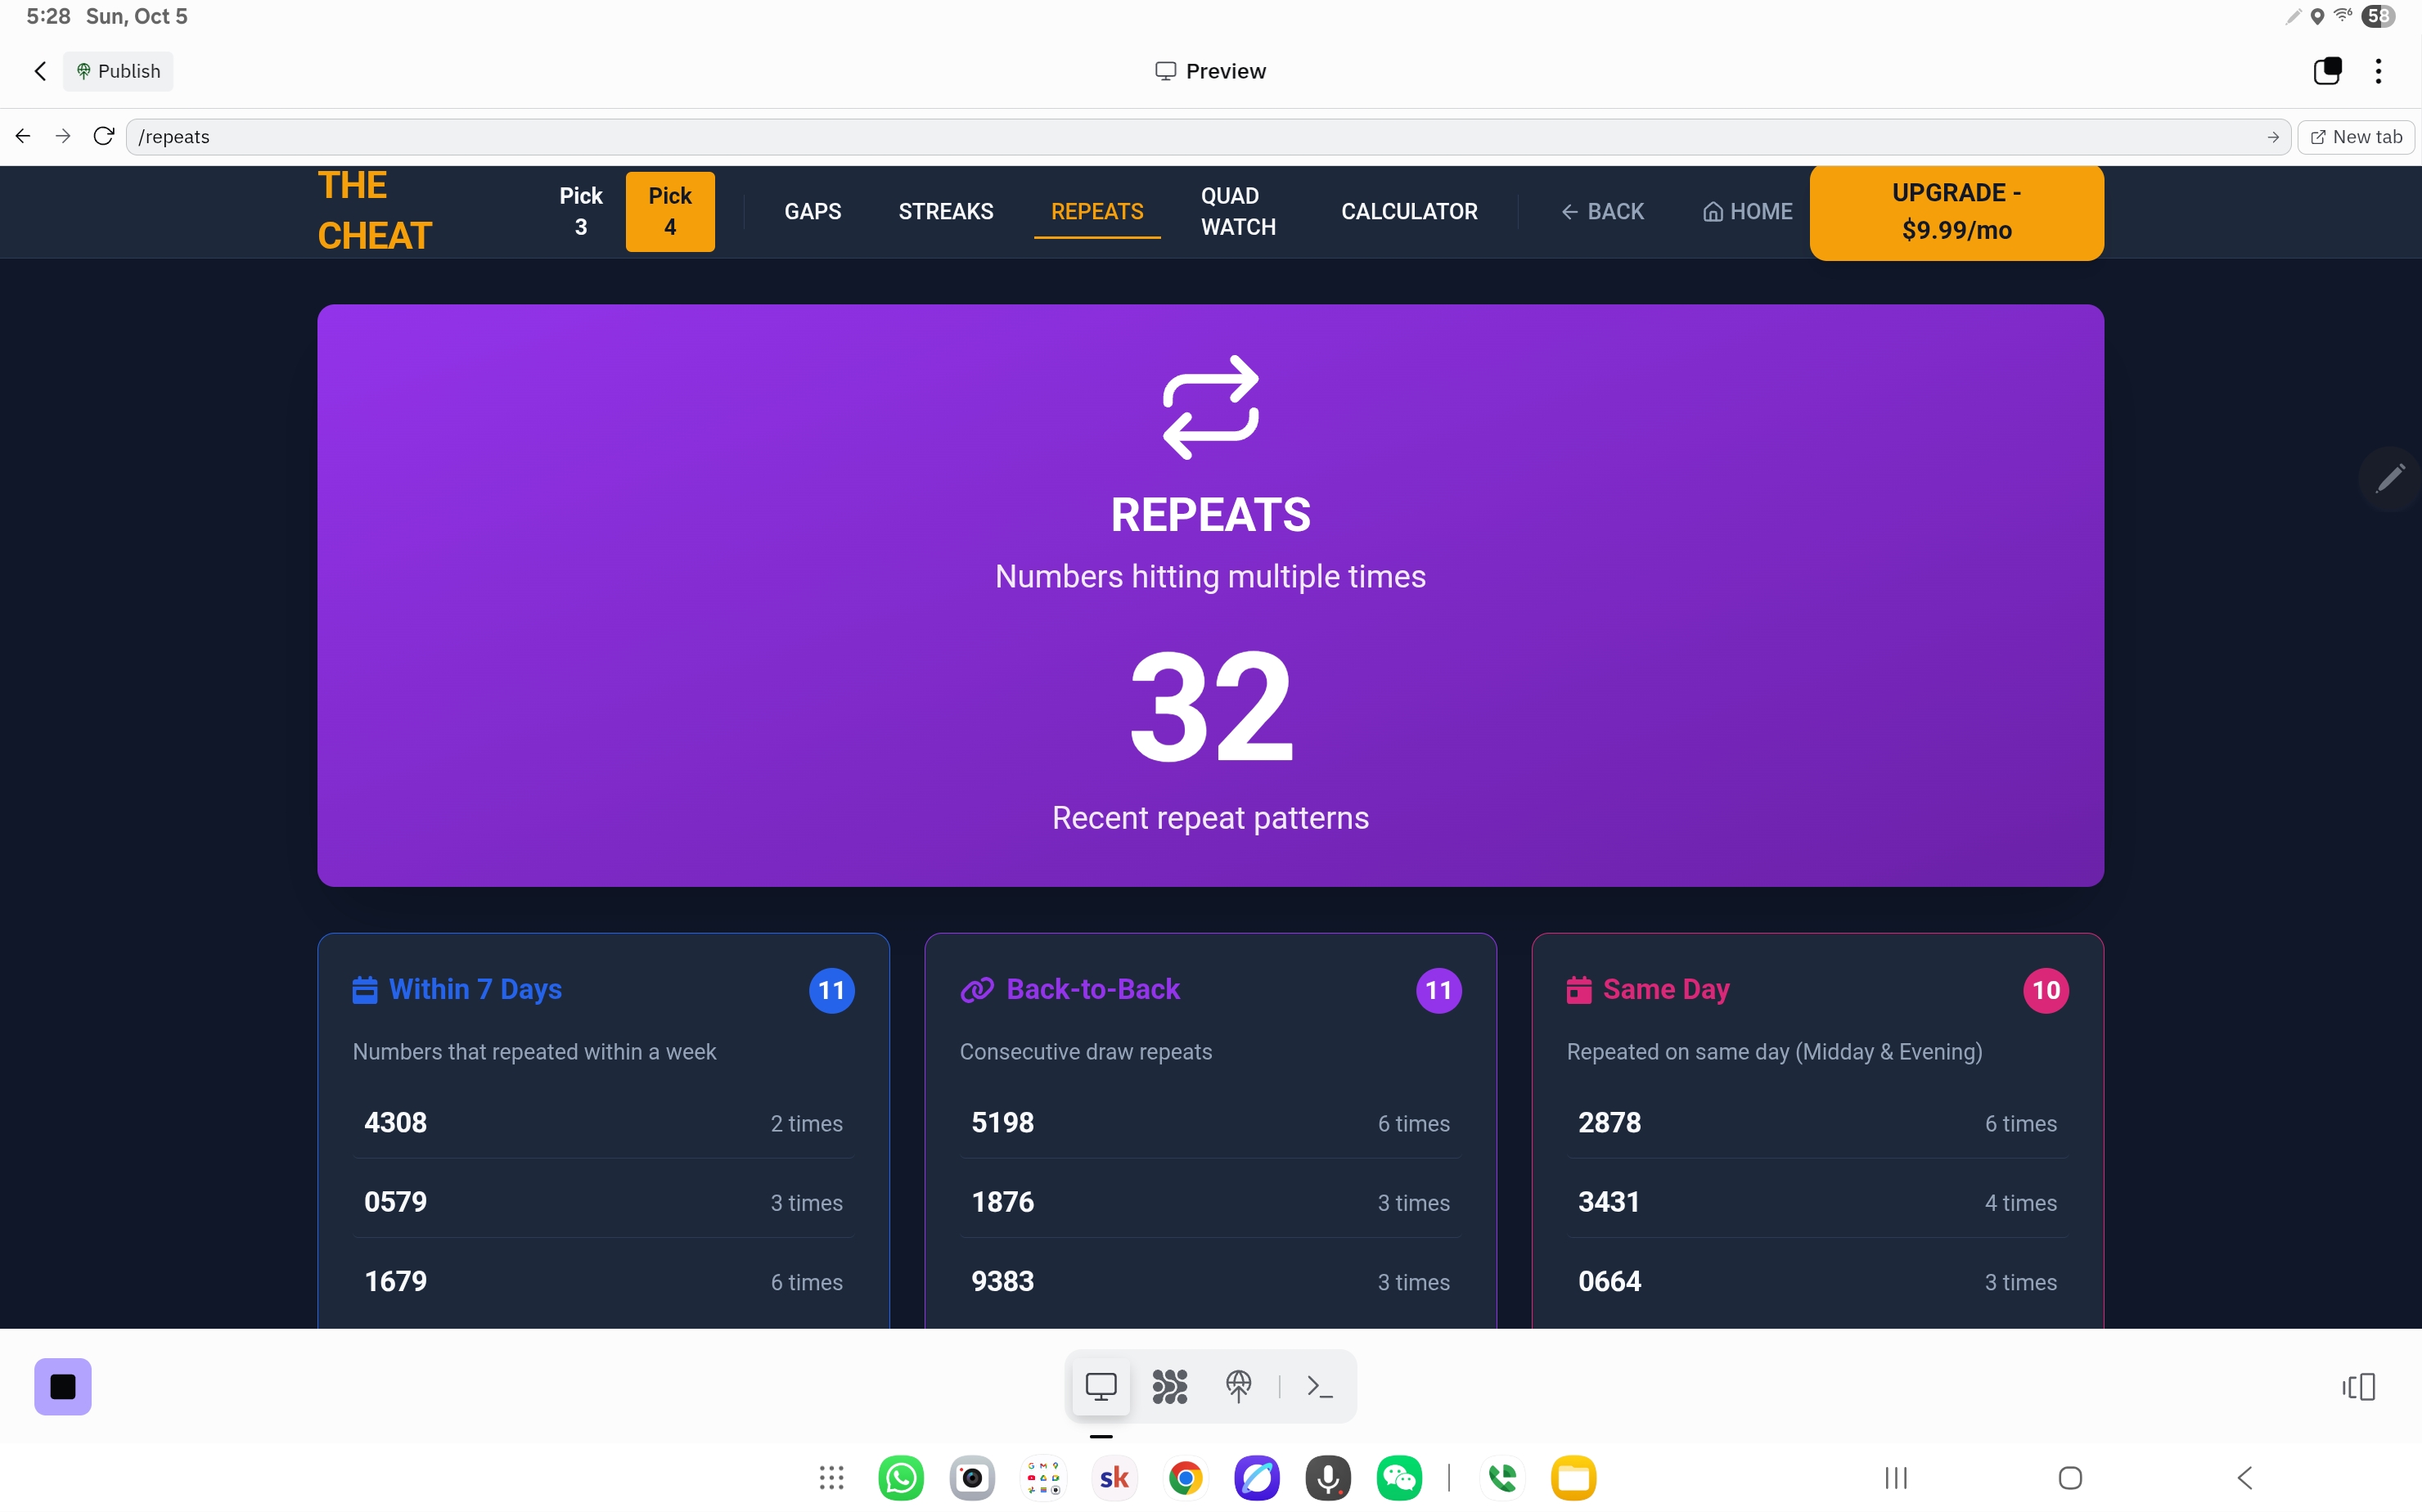 5:28 Sun, Oct 5
58
Publish
Preview
/repeats
New tab
THE
CHEAT
Pick
3
Pick
4
GAPS
STREAKS
REPEATS
QUAD
WATCH
CALCULATOR
BACK
HOME
UPGRADE -
$9.99/mo
REPEATS
Numbers hitting multiple times
32
Recent repeat patterns
Within 7 Days 11
Numbers that repeated within a week
4308 2 times
0579 3 times
1679 6 times
Back-to-Back 11
Consecutive draw repeats
5198 6 times
1876 3 times
9383 3 times
Same Day 10
Repeated on same day (Midday & Evening)
2878 6 times
3431 4 times
0664 3 times
sk